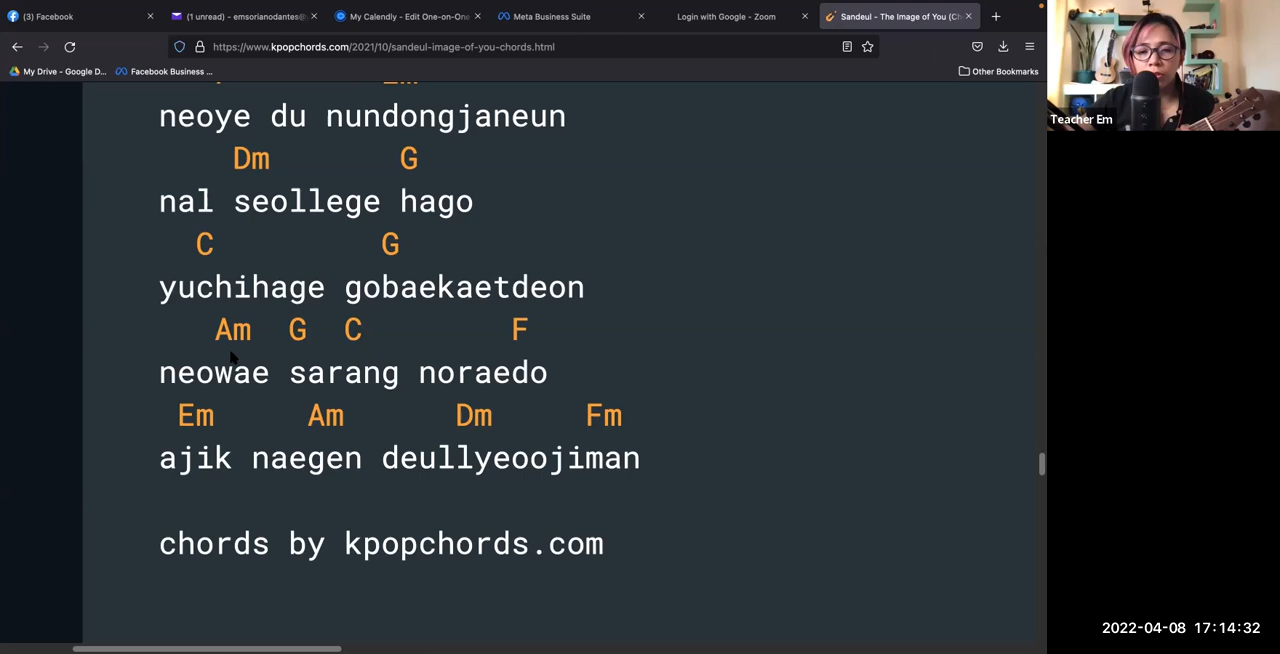 (3) Facebook
(1 unread) - emsorianodantes@
My Calendly - Edit One-on-One
Meta Business Suite
Login with Google - Zoom
Sandeul - The Image of You (Ch
https://www.kpopchords.com/2021/10/sandeul-image-of-you-chords.html
My Drive - Google D...
Facebook Business ...
Other Bookmarks
neoye du nundongjaneun
Dm G
nal seollege hago
C G
yuchihage gobaekaetdeon
Am G C F
neowae sarang noraedo
Em Am Dm Fm
ajik naegen deullyeoojiman
chords by kpopchords.com
Teacher Em
2022-04-08 17:14:32